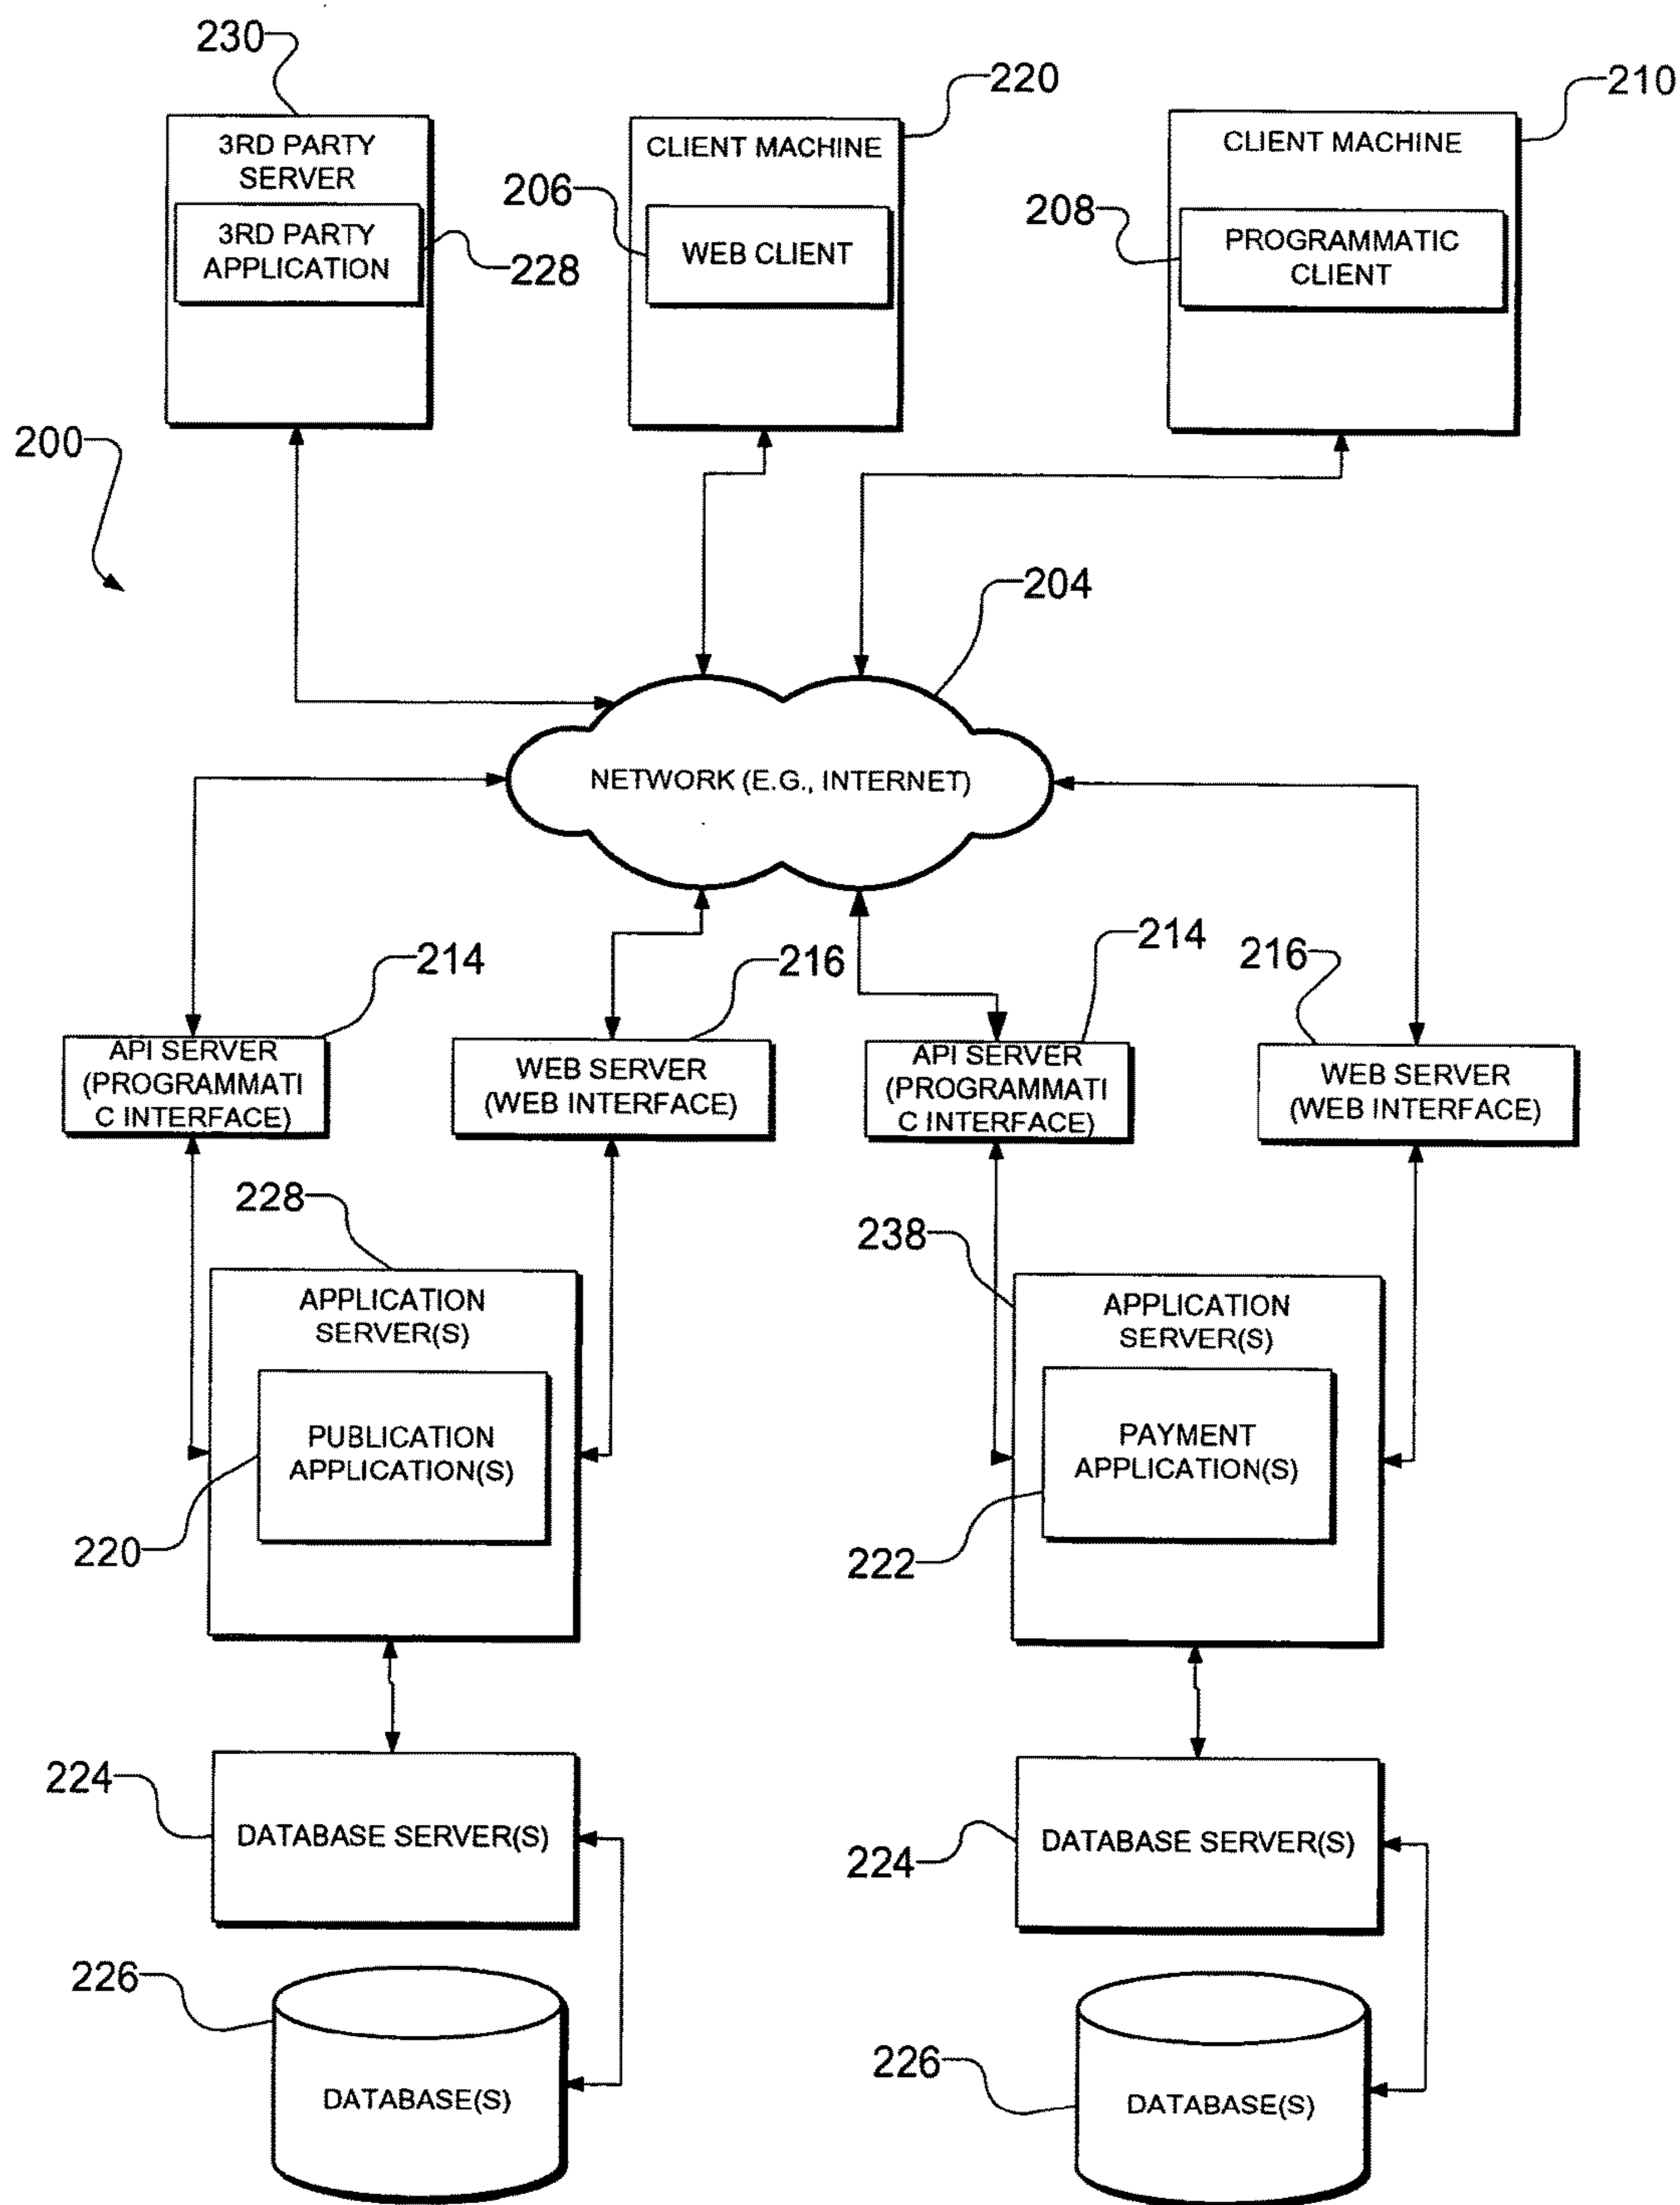 230
220
210
3RD PARTY
SERVER
CLIENT MACHINE
CLIENT MACHINE
206
208
3RD PARTY
APPLICATION
228
WEB CLIENT
PROGRAMMATIC
CLIENT
200
204
NETWORK (E.G., INTERNET)
214
216
214
216
API SERVER
(PROGRAMMATI
C INTERFACE)
WEB SERVER
(WEB INTERFACE)
API SERVER
(PROGRAMMATI
C INTERFACE)
WEB SERVER
(WEB INTERFACE)
228
238
APPLICATION
SERVER(S)
APPLICATION
SERVER(S)
PUBLICATION
APPLICATION(S)
PAYMENT
APPLICATION(S)
220
222
224
DATABASE SERVER(S)
224
DATABASE SERVER(S)
226
DATABASE(S)
226
DATABASE(S)